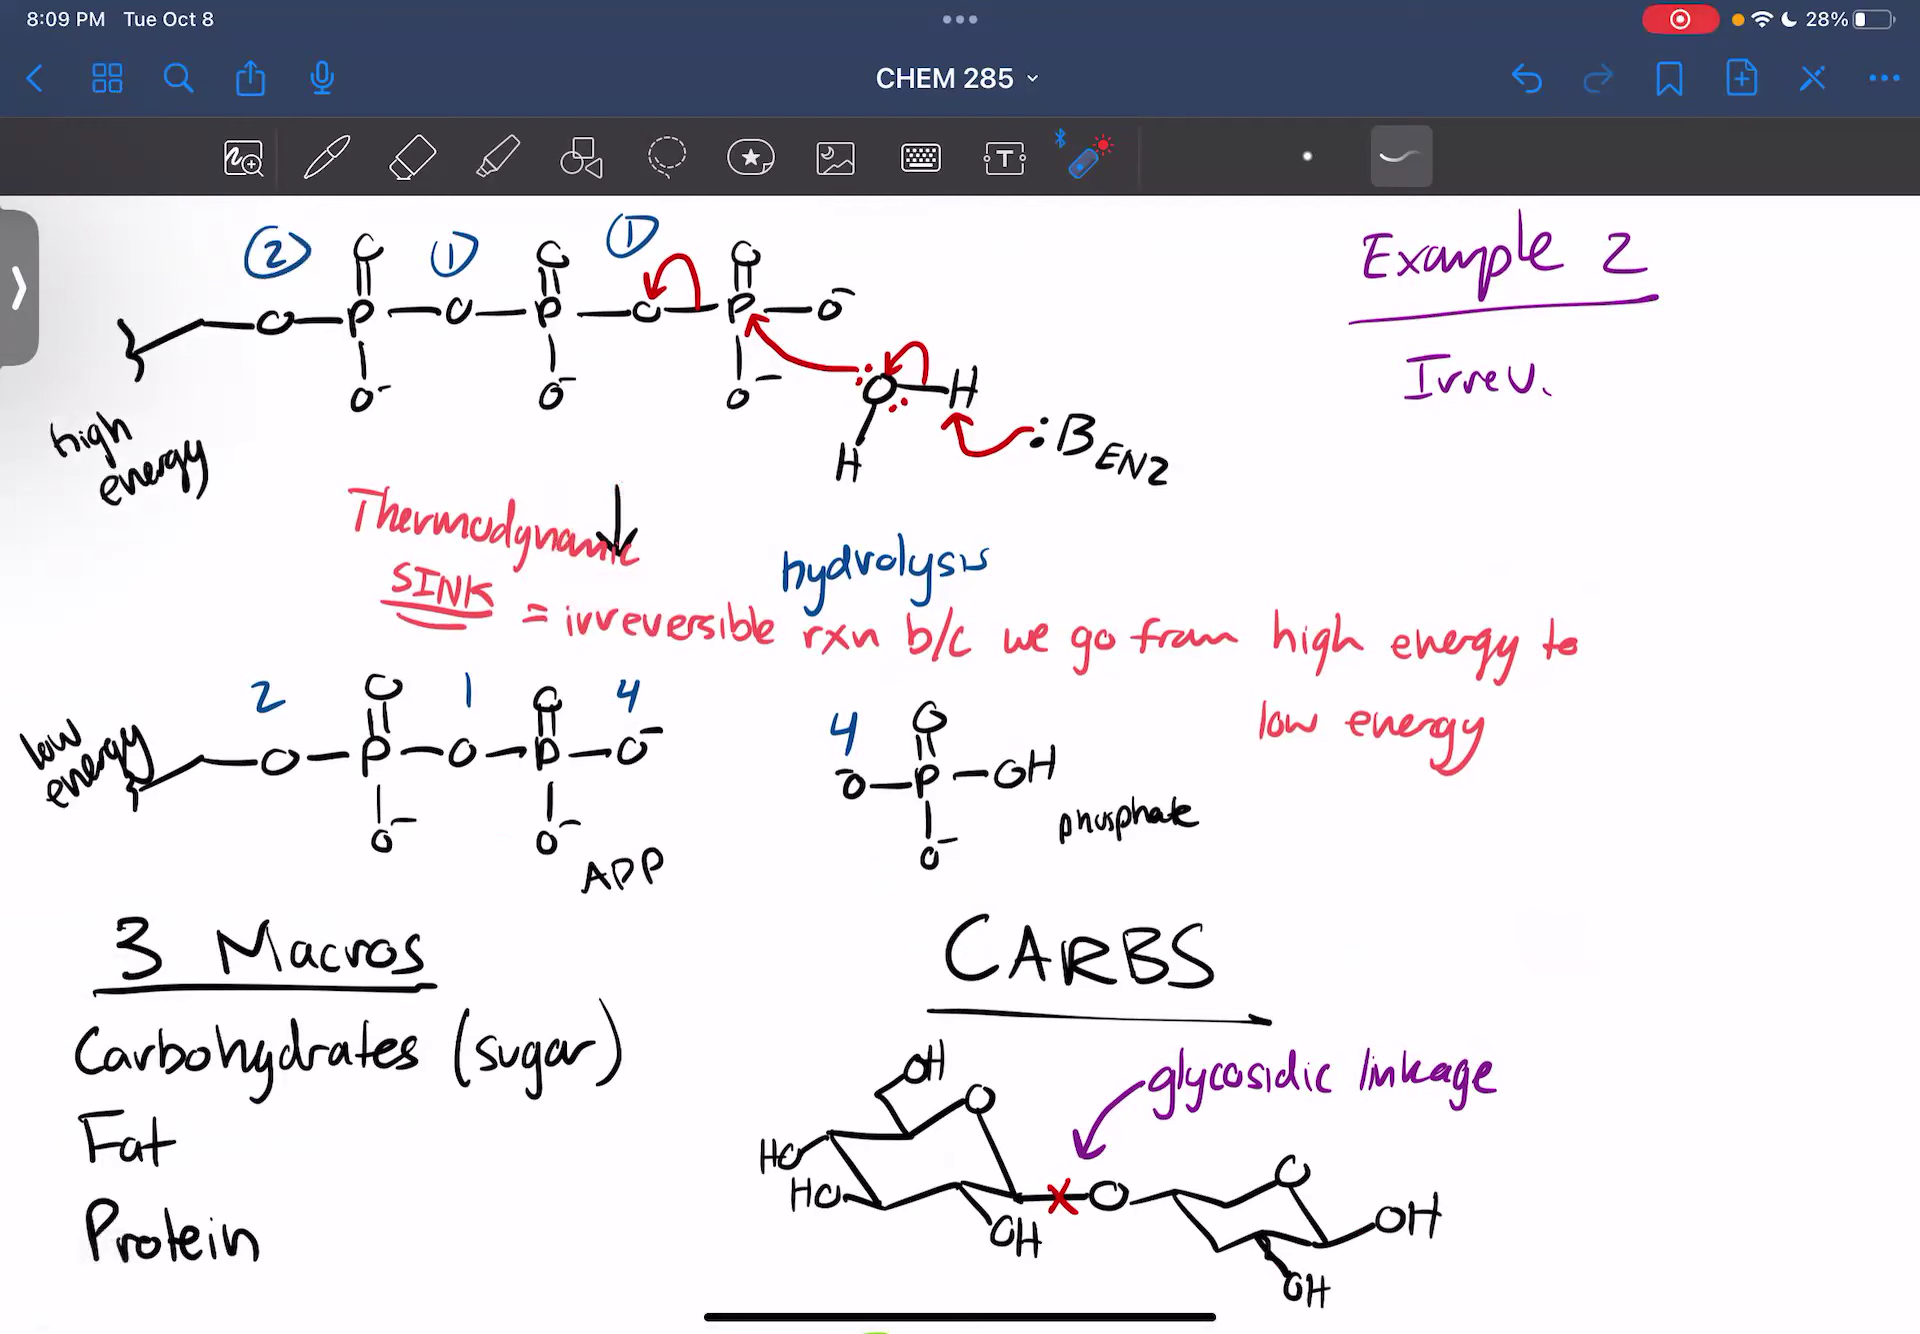 8:09 PM Tue Oct 8
28%
CHEM 285
T
Example 2
Irrev.
② ① ①
O O O
O P O P O P O⁻
O⁻ O⁻ O⁻
O H
H
:B ENZ
high
energy
Thermodynamic
SINK = irreversible rxn b/c we go from high energy to
low energy
hydrolysis
2 1 4
O O
O P O P O⁻
O⁻ O⁻
low
energy
ADP
4 O
⁻O P OH
O⁻
phosphate
3 Macros
Carbohydrates (sugar)
Fat
Protein
CARBS
glycosidic linkage
OH
O
HO
HO
OH
X O
O
OH
OH